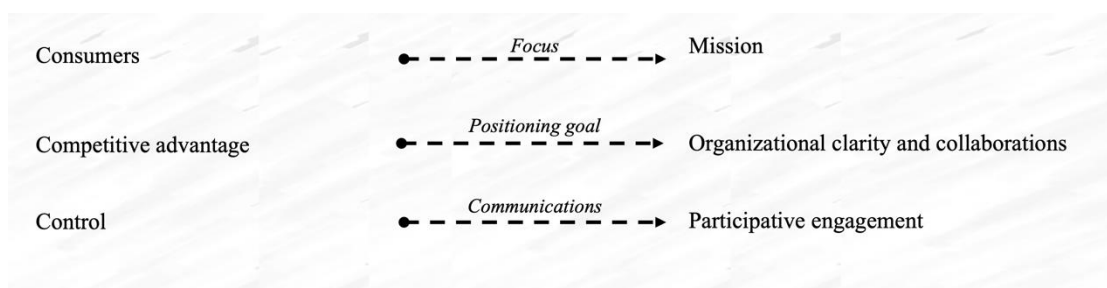 Consumers Focus Mission
Competitive advantage Positioning goal Organizational clarity and collaborations
Control Communications Participative engagement